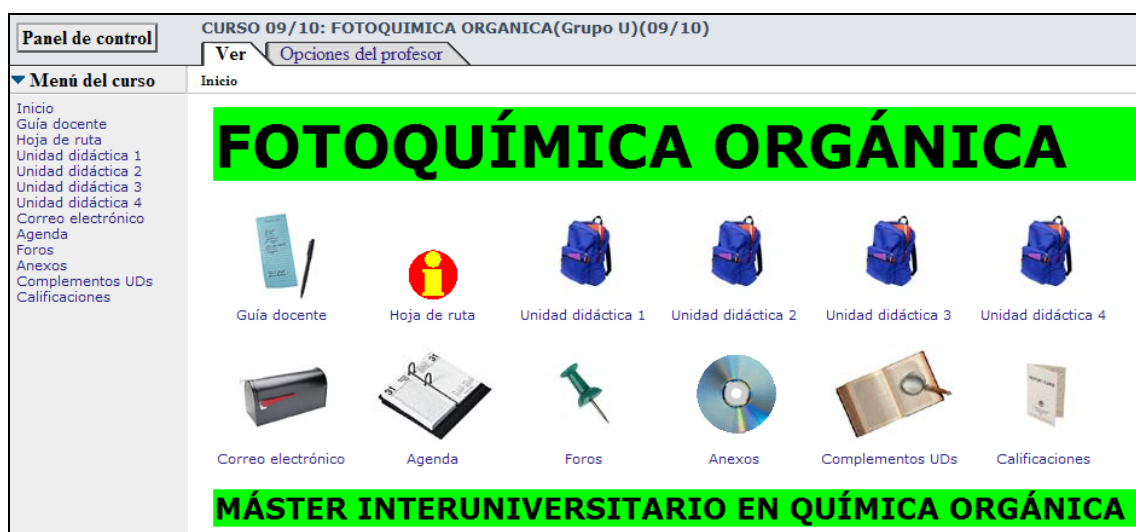 Panel de control
CURSO 09/10: FOTOQUIMICA ORGANICA(Grupo U)(09/10)
Ver
Opciones del profesor
Menú del curso
Inicio
Inicio
Guía docente
Hoja de ruta
Unidad didáctica 1
Unidad didáctica 2
Unidad didáctica 3
Unidad didáctica 4
Correo electrónico
Agenda
Foros
Anexos
Complementos UDs
Calificaciones
FOTOQUÍMICA ORGÁNICA
Guía docente
Hoja de ruta
Unidad didáctica 1
Unidad didáctica 2
Unidad didáctica 3
Unidad didáctica 4
31
31
Correo electrónico
Agenda
Foros
Anexos
Complementos UDs
Calificaciones
MÁSTER INTERUNIVERSITARIO EN QUÍMICA ORGÁNICA